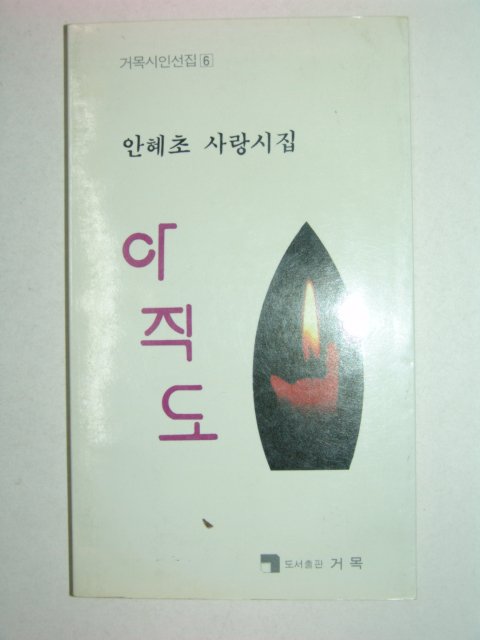 거목시인선집 6
안혜초 사랑시집
아
직
도
도서출판 거목